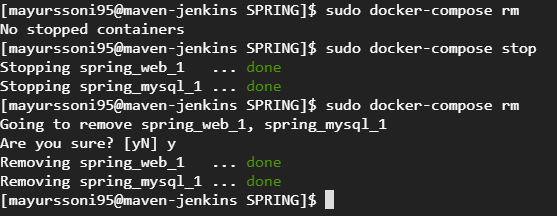 [mayurssoni95@maven-jenkins SPRING]$ sudo docker-compose rm
No stopped containers
[mayurssoni95@maven-jenkins SPRING]$ sudo docker-compose stop
Stopping spring_web_1   ... done
Stopping spring_mysql_1 ... done
[mayurssoni95@maven-jenkins SPRING]$ sudo docker-compose rm
Going to remove spring_web_1, spring_mysql_1
Are you sure? [yN] y
Removing spring_web_1   ... done
Removing spring_mysql_1 ... done
[mayurssoni95@maven-jenkins SPRING]$